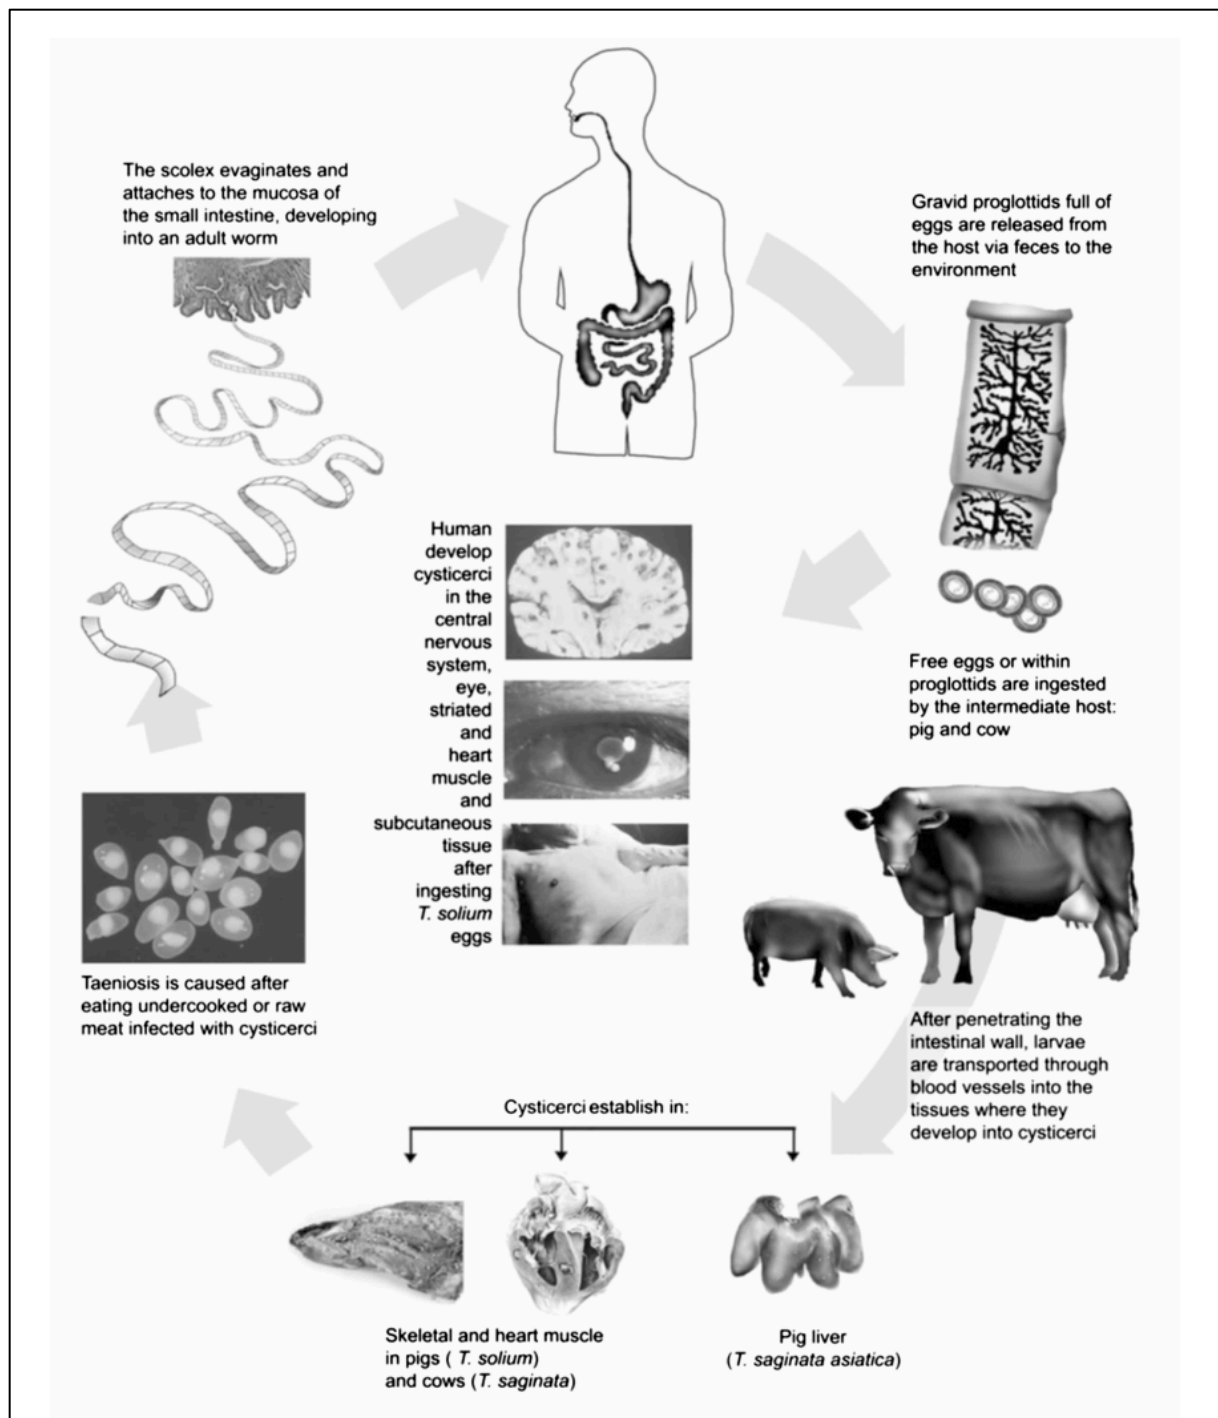 The scolex evaginates and
attaches to the mucosa of
the small intestine, developing
into an adult worm
Gravid proglottids full of
eggs are released from
the host via feces to the
environment
Human
develop
cysticerci
in the
central
nervous
system,
eye,
striated
and
heart
muscle
and
subcutaneous
tissue
after
ingesting
T. solium
eggs
Free eggs or within
proglottids are ingested
by the intermediate host:
pig and cow
Taeniosis is caused after
eating undercooked or raw
meat infected with cysticerci
After penetrating the
intestinal wall, larvae
are transported through
blood vessels into the
tissues where they
develop into cysticerci
Cysticerci establish in:
Skeletal and heart muscle
in pigs ( T. solium)
and cows (T. saginata)
Pig liver
(T. saginata asiatica)